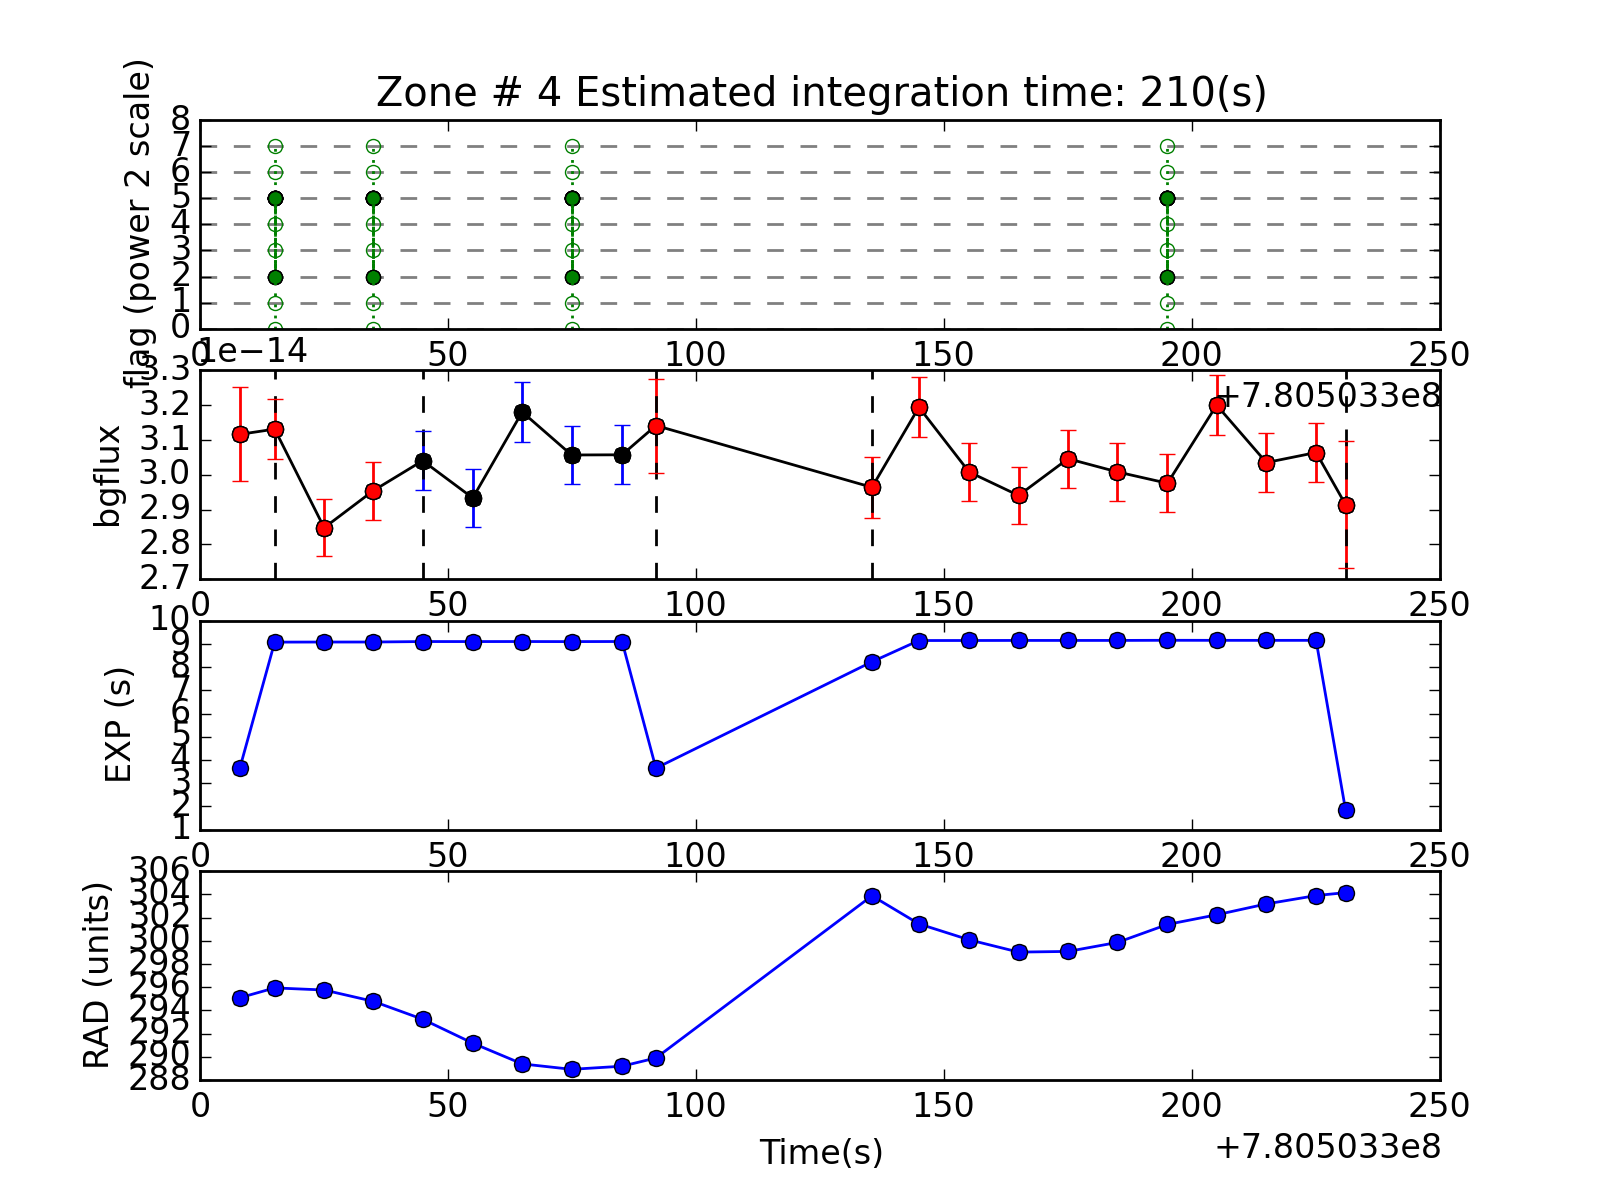 Zone # 4 Estimated integration time: 210(s)
flag (power 2 scale)
8
7
6
5
4
3
2
1
0
0 50 100 150 200 250
1e−14
+7.805033e8
bgflux
3.3
3.2
3.1
3.0
2.9
2.8
2.7
0 50 100 150 200 250
EXP (s)
10
9
8
7
6
5
4
3
2
1
0 50 100 150 200 250
RAD (units)
306
304
302
300
298
296
294
292
290
288
0 50 100 150 200 250
Time(s)
+7.805033e8